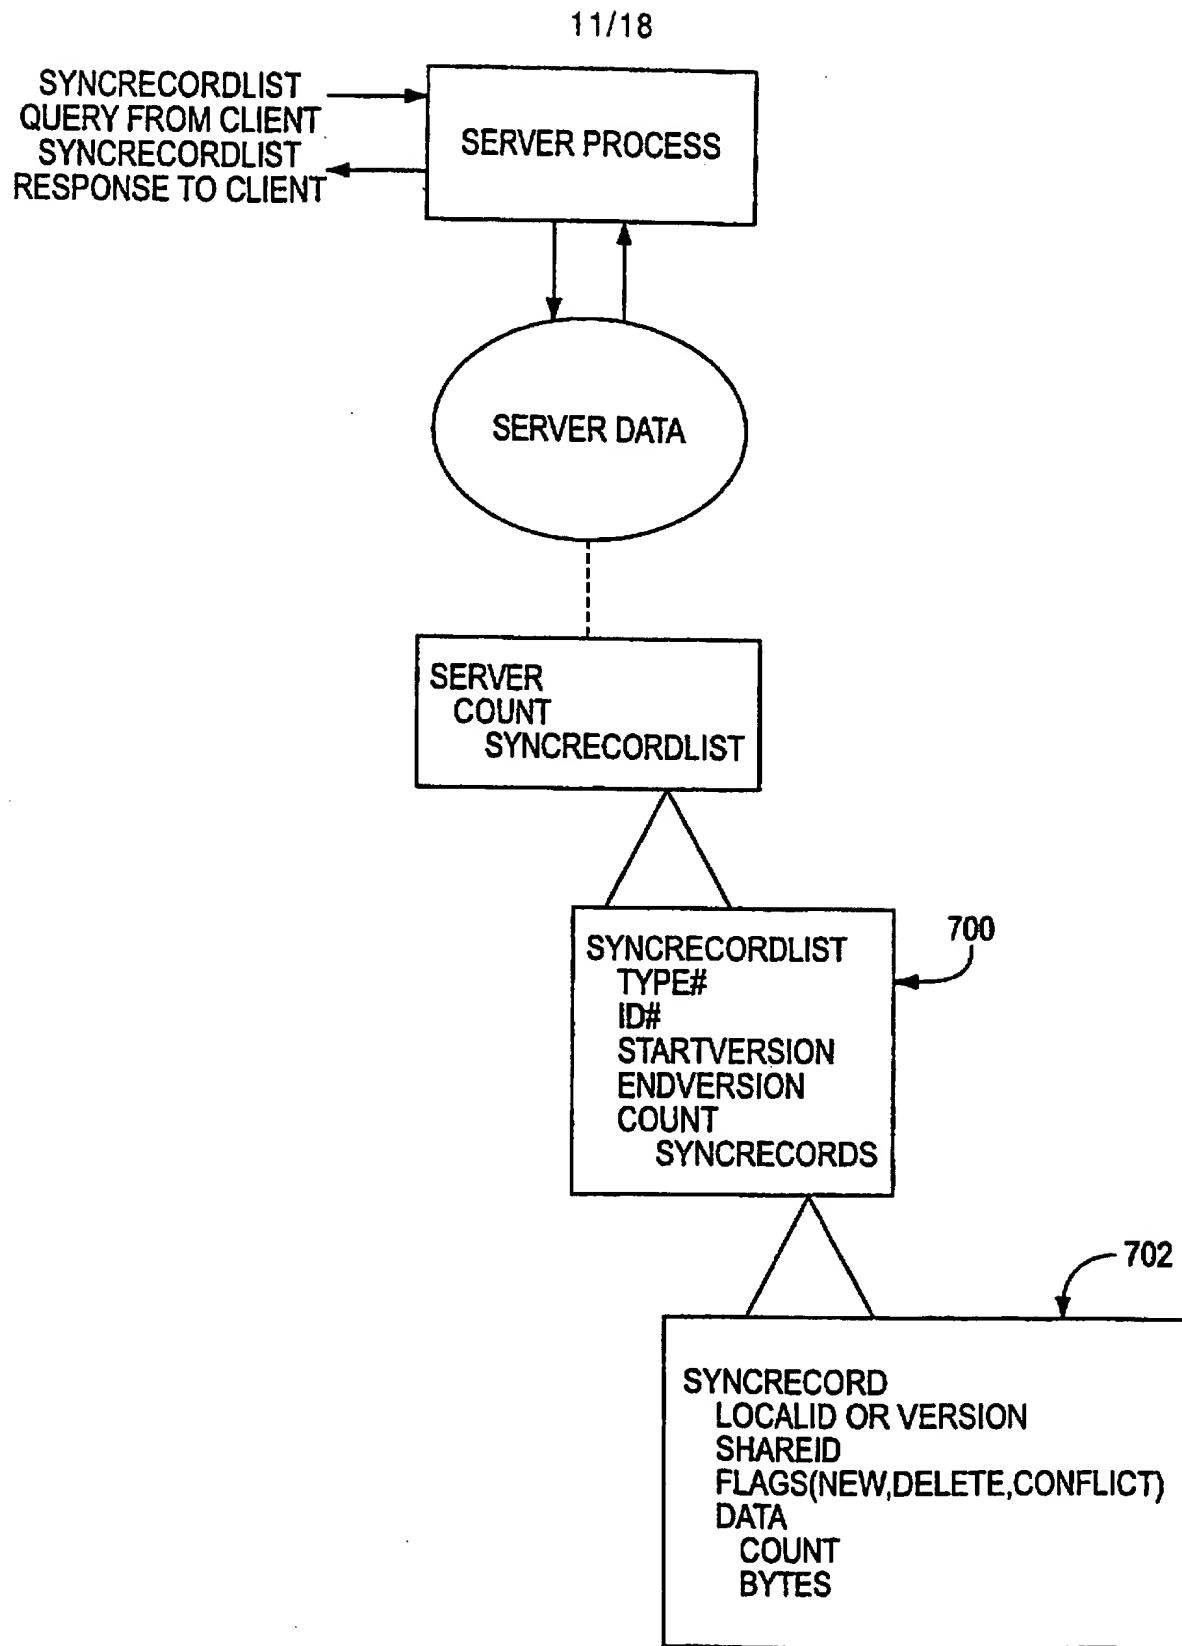 11/18
SYNCRECORDLIST
QUERY FROM CLIENT
SYNCRECORDLIST
RESPONSE TO CLIENT
SERVER PROCESS
SERVER DATA
SERVER
COUNT
SYNCRECORDLIST
700
SYNCRECORDLIST
TYPE#
ID#
STARTVERSION
ENDVERSION
COUNT
SYNCRECORDS
702
SYNCRECORD
LOCALID OR VERSION
SHAREID
FLAGS(NEW,DELETE,CONFLICT)
DATA
COUNT
BYTES